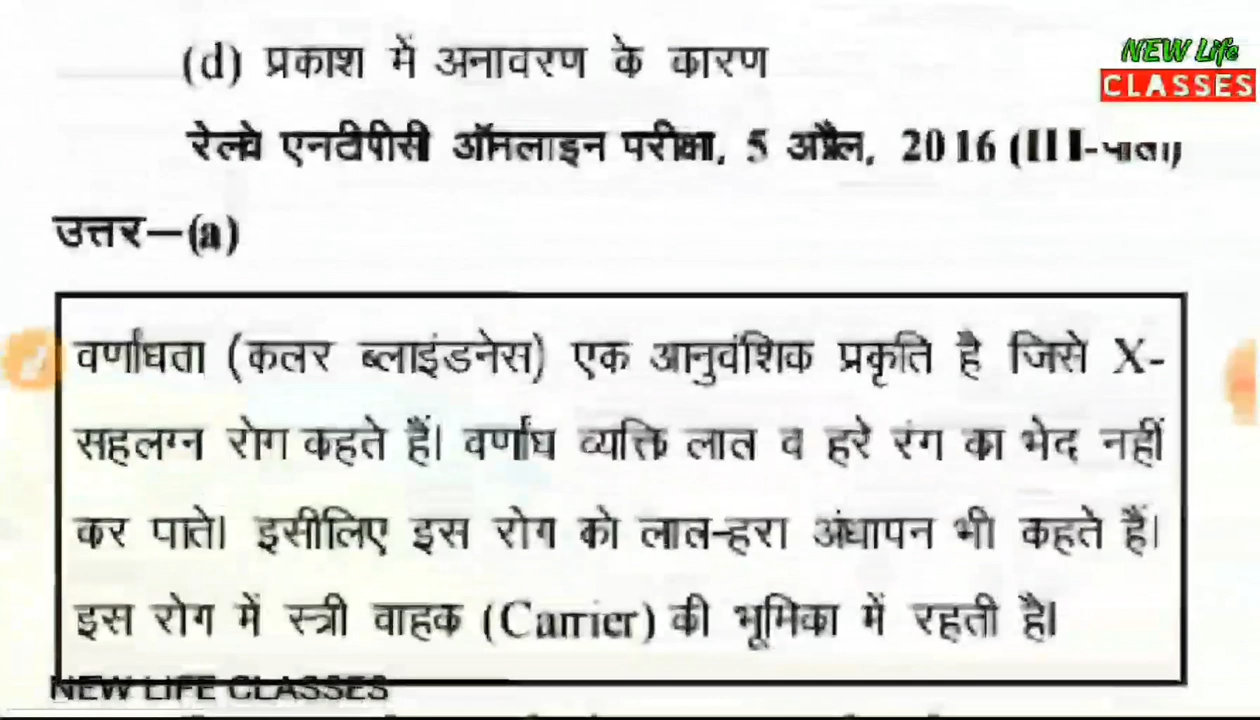 (d) प्रकाश में अनावरण के कारण
NEW Life
CLASSES
रेलवे एनटीपीसी ऑनलाइन परीक्षा, 5 अप्रैल, 2016 (III-पाली)
उत्तर—(a)
वर्णांधता (कलर ब्लाइंडनेस) एक आनुवंशिक प्रकृति है जिसे X-
सहलग्न रोग कहते हैं। वर्णांध व्यक्ति लाल व हरे रंग का भेद नहीं
कर पाते। इसीलिए इस रोग को लाल-हरा अंधापन भी कहते हैं।
इस रोग में स्त्री वाहक (Carrier) की भूमिका में रहती है।
NEW LIFE CLASSES